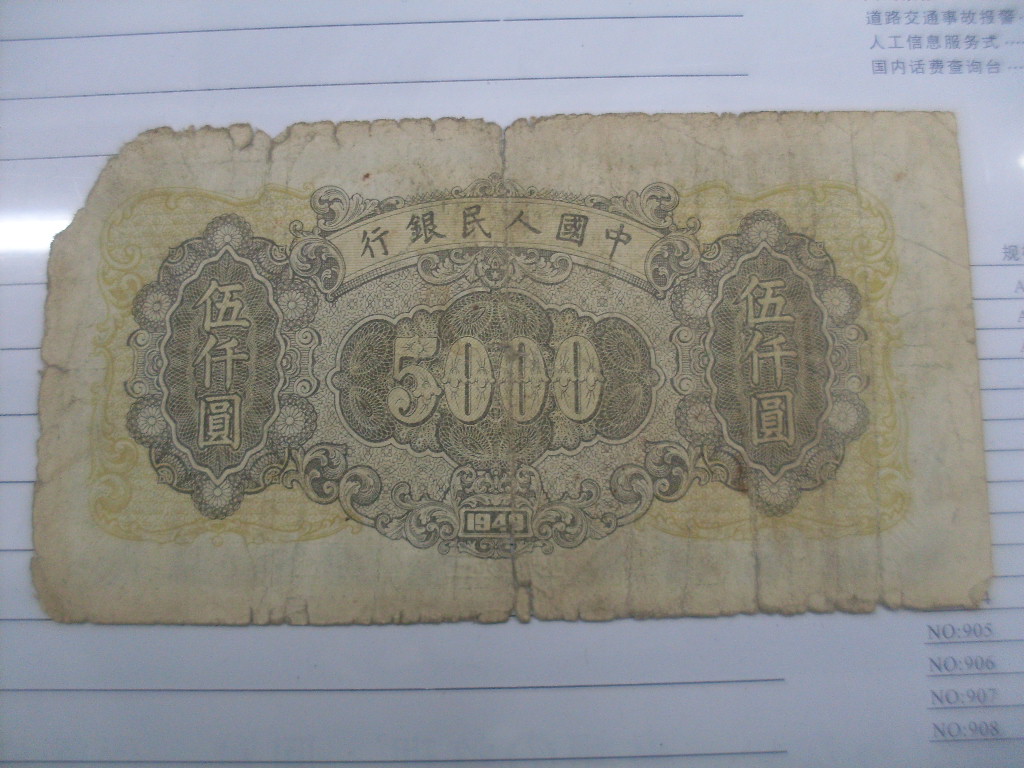 道路交通事故报警
人工信息服务式
国内话费查询台
中國人民銀行
伍仟圓
5000
伍仟圓
1949
规
A
A
NO:905
NO:906
NO:907
NO:908